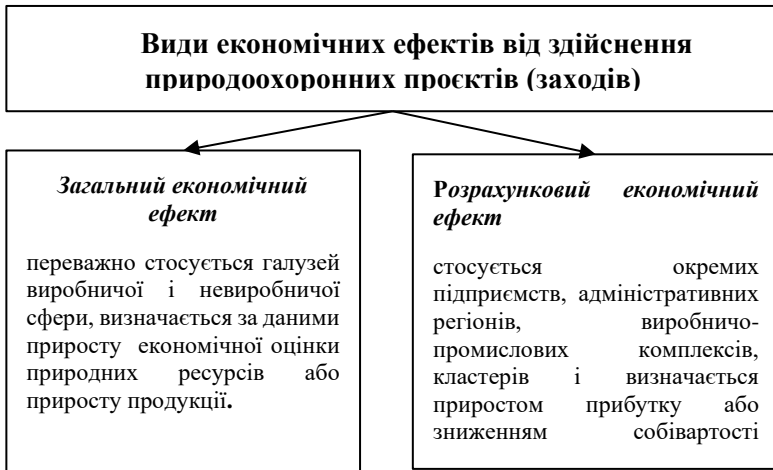 Види економічних ефектів від здійснення
природоохоронних проєктів (заходів)
Загальний економічний
ефект
переважно стосується галузей
виробничої і невиробничої
сфери, визначається за даними
приросту економічної оцінки
природних ресурсів або
приросту продукції.
Розрахунковий економічний
ефект
стосується окремих
підприємств, адміністративних
регіонів, виробничо-
промислових комплексів,
кластерів і визначається
приростом прибутку або
зниженням собівартості